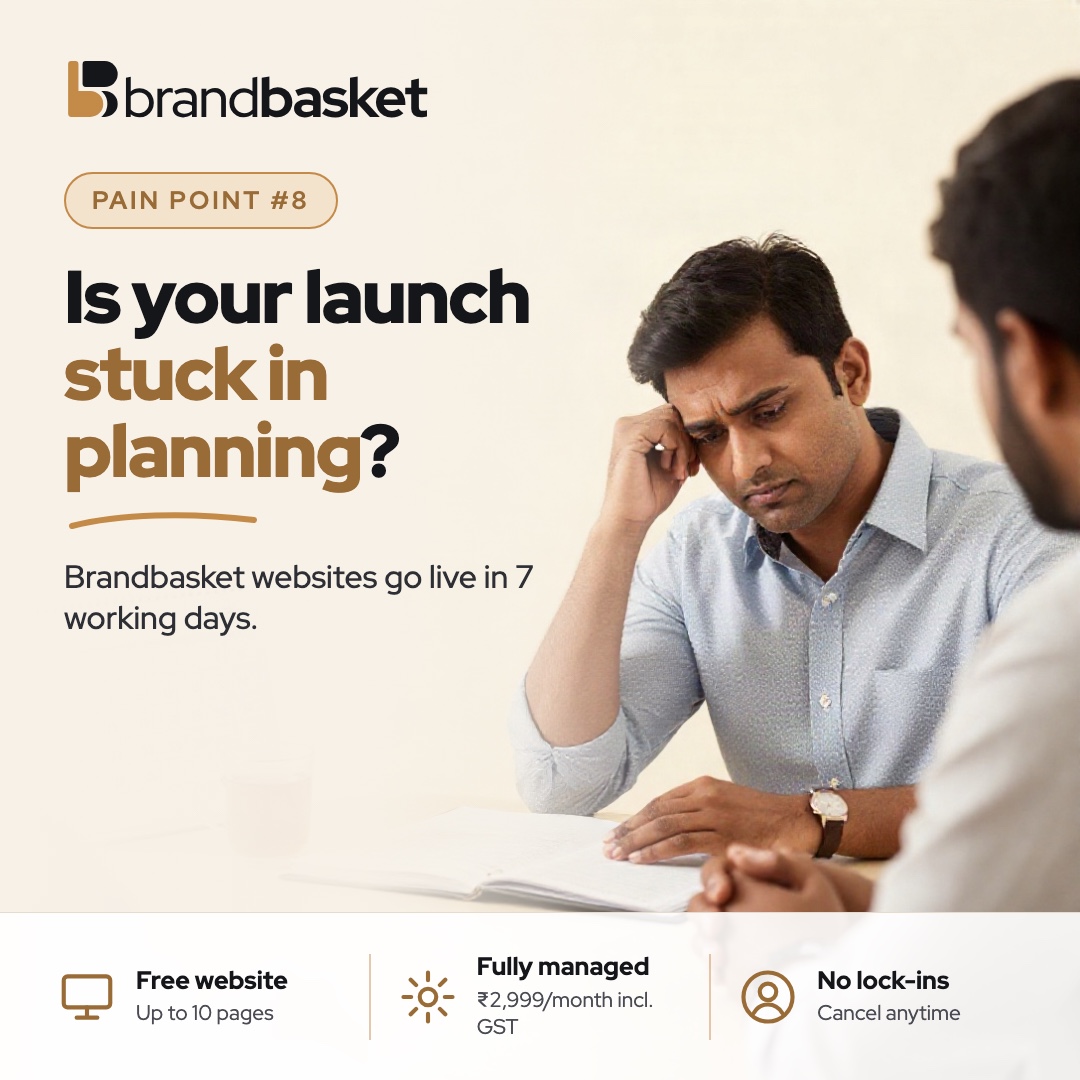 brandbasket
PAIN POINT #8
Is your launch
stuck in
planning?
Brandbasket websites go live in 7
working days.
Free website
Up to 10 pages
Fully managed
₹2,999/month incl.
GST
No lock-ins
Cancel anytime